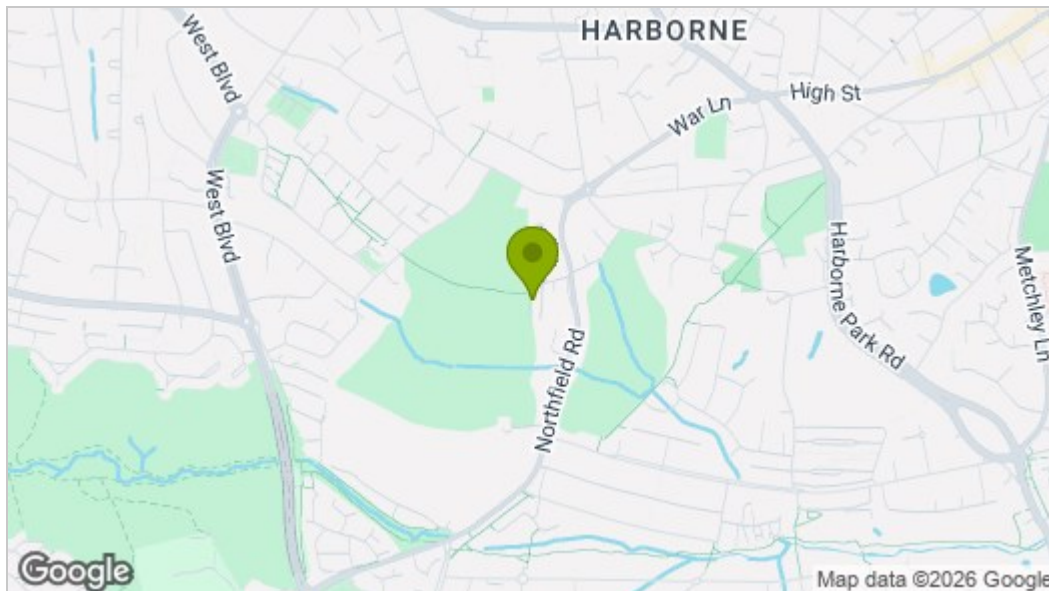 HARBORNE
West Blvd
War Ln
High St
West Blvd
Harborne Park Rd
Metchley Ln
Northfield Rd
Google
Map data ©2026 Google